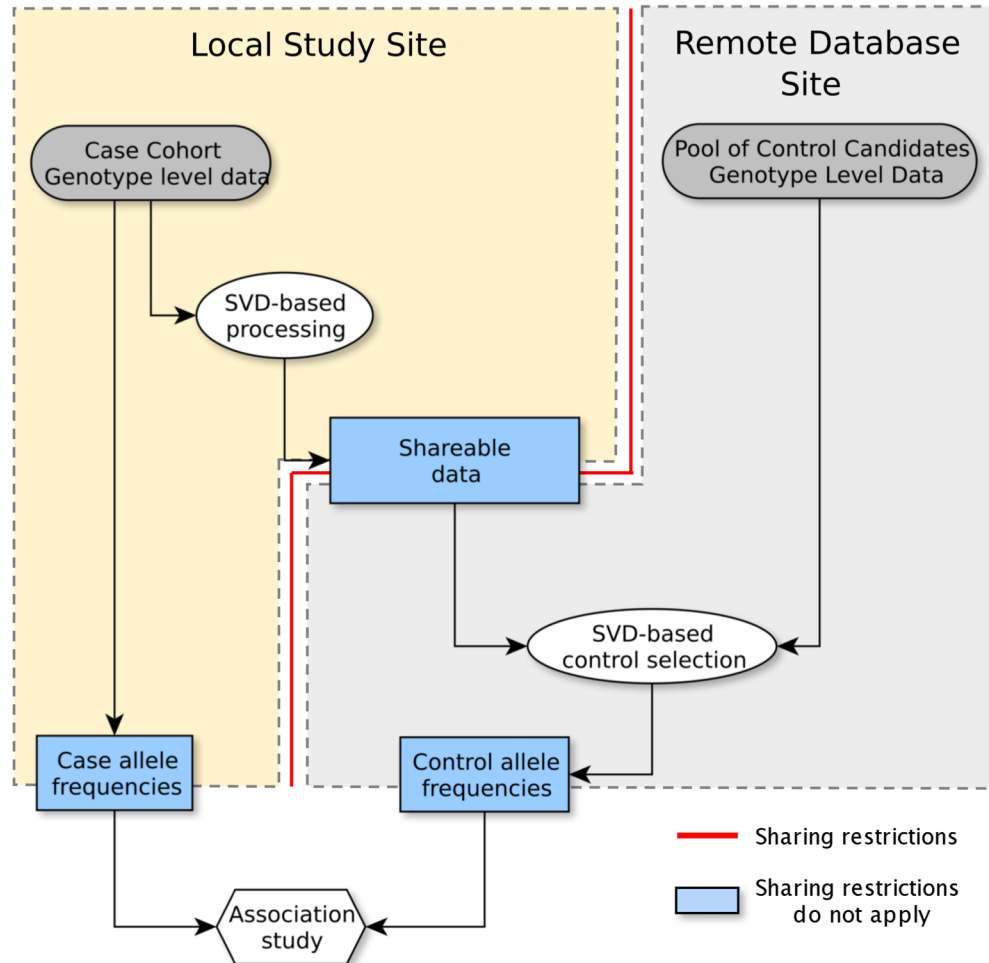 Local Study Site
Remote Database
Site
Case Cohort
Genotype level data
Pool of Control Candidates
Genotype Level Data
SVD-based
processing
Shareable
data
SVD-based
control selection
Case allele
frequencies
Control allele
frequencies
Sharing restrictions
Sharing restrictions
do not apply
Association
study